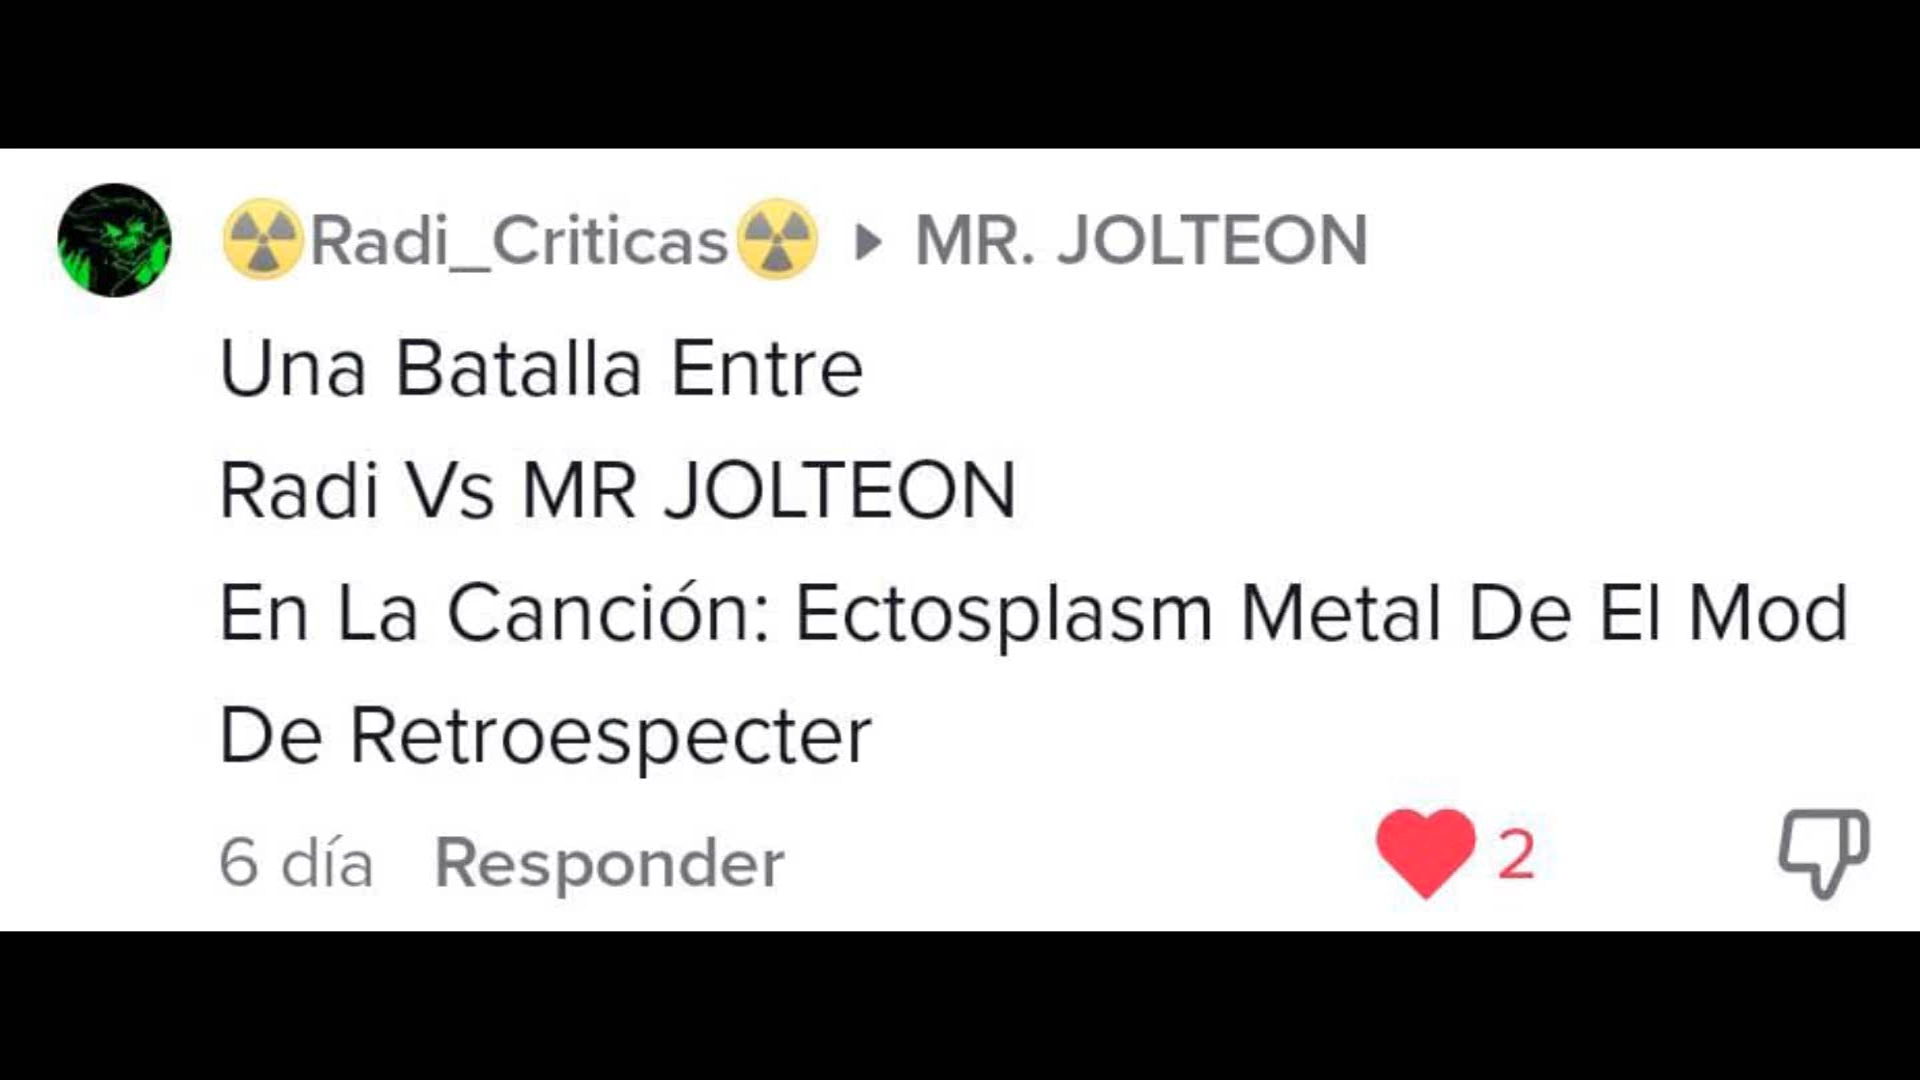 ☢Radi_Criticas☢ ▸ MR. JOLTEON
Una Batalla Entre
Radi Vs MR JOLTEON
En La Canción: Ectosplasm Metal De El Mod
De Retroespecter
6 día Responder 2